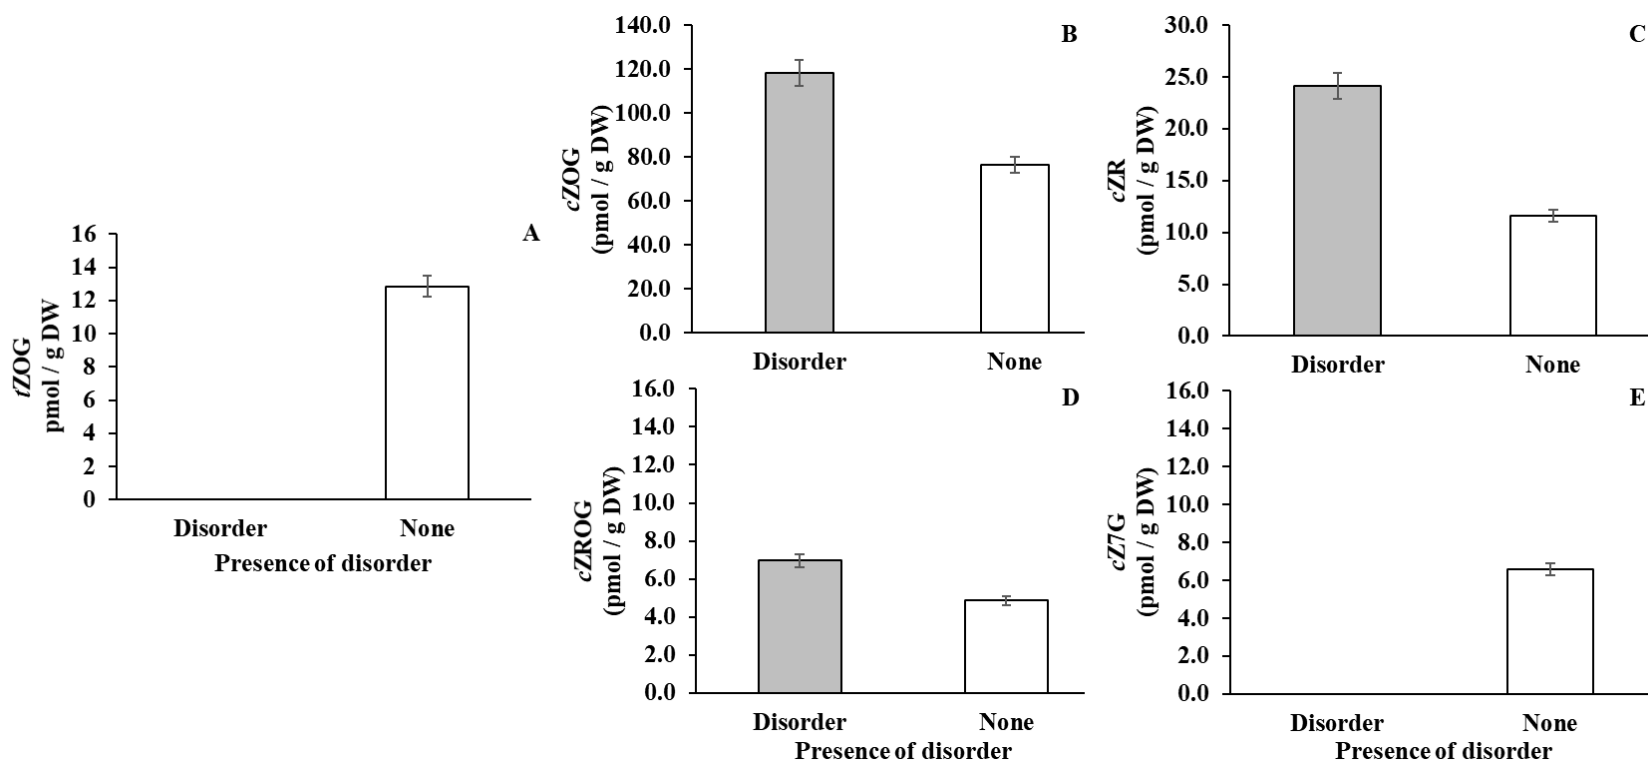 A
tZOG
pmol / g DW
16
14
12
10
8
6
4
2
0
Disorder None
Presence of disorder
B
cZOG
(pmol / g DW)
140.0
120.0
100.0
80.0
60.0
40.0
20.0
0.0
Disorder None
C
cZR
(pmol / g DW)
30.0
25.0
20.0
15.0
10.0
5.0
0.0
Disorder None
D
cZROG
(pmol / g DW)
16.0
14.0
12.0
10.0
8.0
6.0
4.0
2.0
0.0
Disorder None
Presence of disorder
E
cZ7G
(pmol / g DW)
16.0
14.0
12.0
10.0
8.0
6.0
4.0
2.0
0.0
Disorder None
Presence of disorder